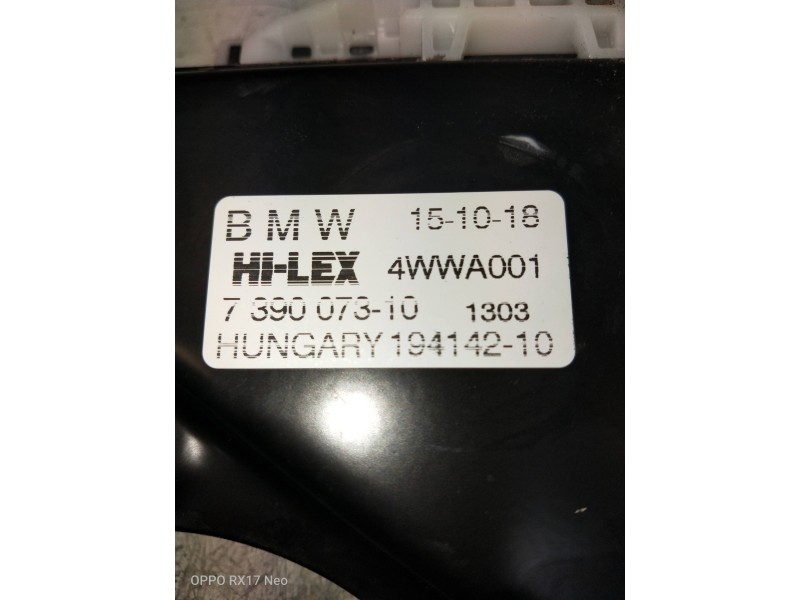 BMW 15-10-18
HI-LEX 4WWA001
7 390 073-10 1303
HUNGARY 194142-10
OPPO RX17 Neo